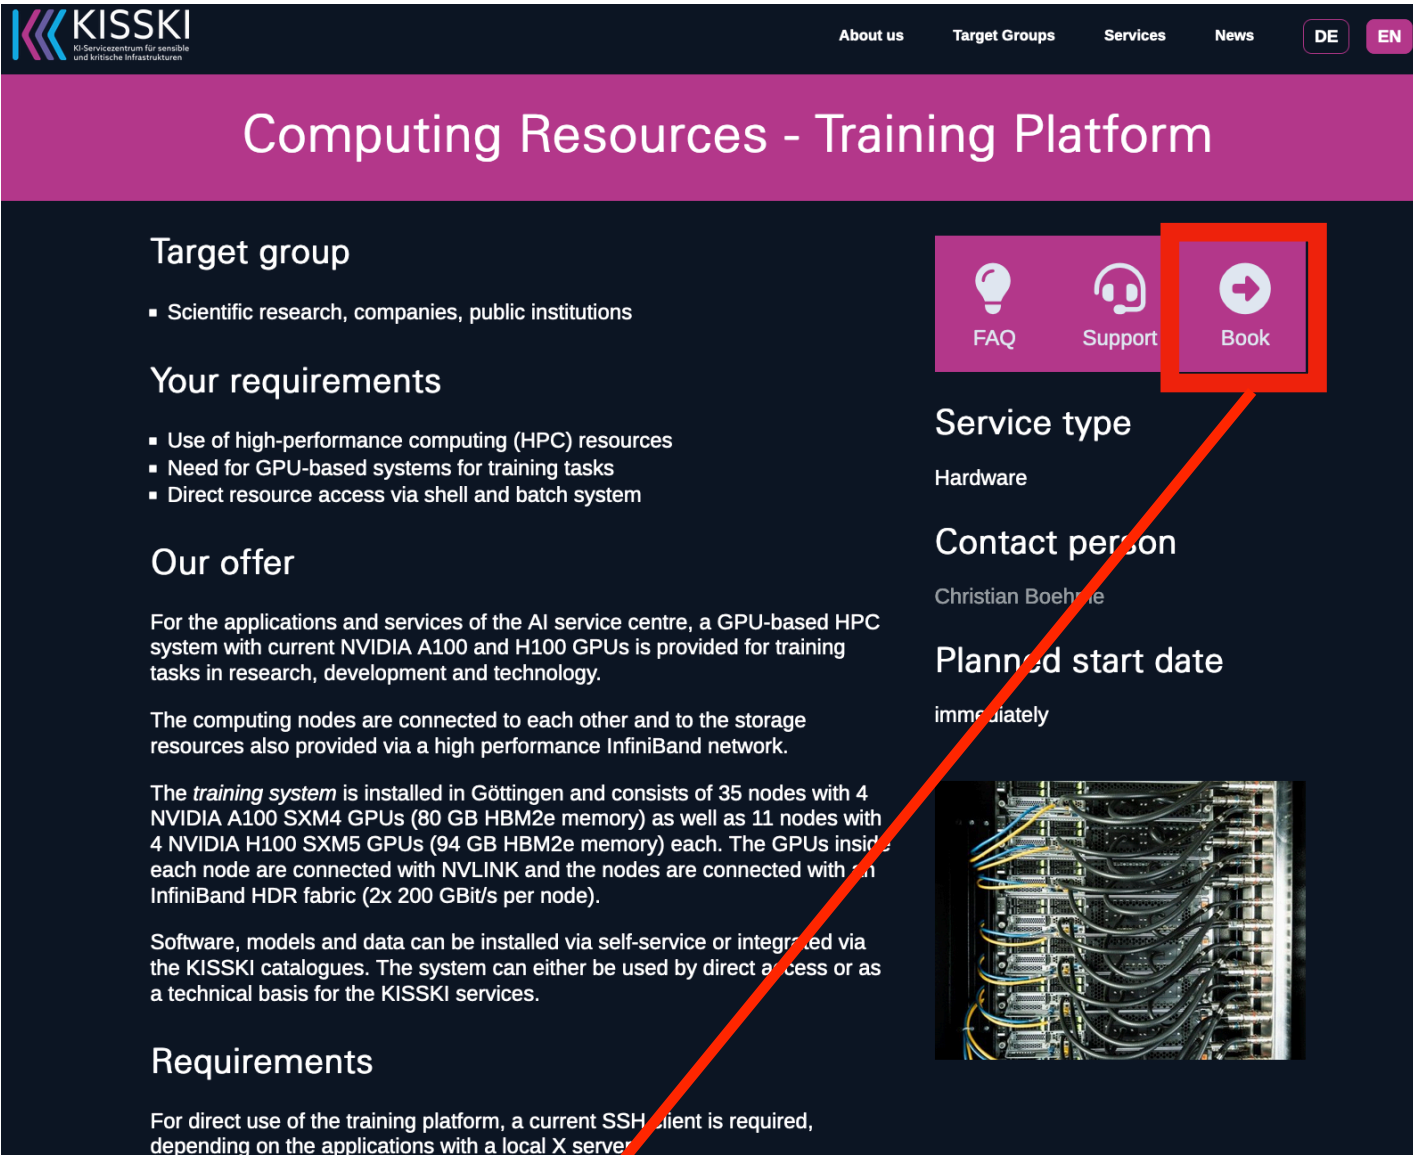 KISSKI
KI-Servicezentrum für sensible
und kritische Infrastrukturen
About us
Target Groups
Services
News
DE
EN
Computing Resources - Training Platform
Target group
Scientific research, companies, public institutions
Your requirements
Use of high-performance computing (HPC) resources
Need for GPU-based systems for training tasks
Direct resource access via shell and batch system
Our offer
For the applications and services of the AI service centre, a GPU-based HPC
system with current NVIDIA A100 and H100 GPUs is provided for training
tasks in research, development and technology.
The computing nodes are connected to each other and to the storage
resources also provided via a high performance InfiniBand network.
The training system is installed in Göttingen and consists of 35 nodes with 4
NVIDIA A100 SXM4 GPUs (80 GB HBM2e memory) as well as 11 nodes with
4 NVIDIA H100 SXM5 GPUs (94 GB HBM2e memory) each. The GPUs inside
each node are connected with NVLINK and the nodes are connected with an
InfiniBand HDR fabric (2x 200 GBit/s per node).
Software, models and data can be installed via self-service or integrated via
the KISSKI catalogues. The system can either be used by direct access or as
a technical basis for the KISSKI services.
Requirements
For direct use of the training platform, a current SSH client is required,
depending on the applications with a local X server
FAQ
Support
Book
Service type
Hardware
Contact person
Christian Boehme
Planned start date
immediately